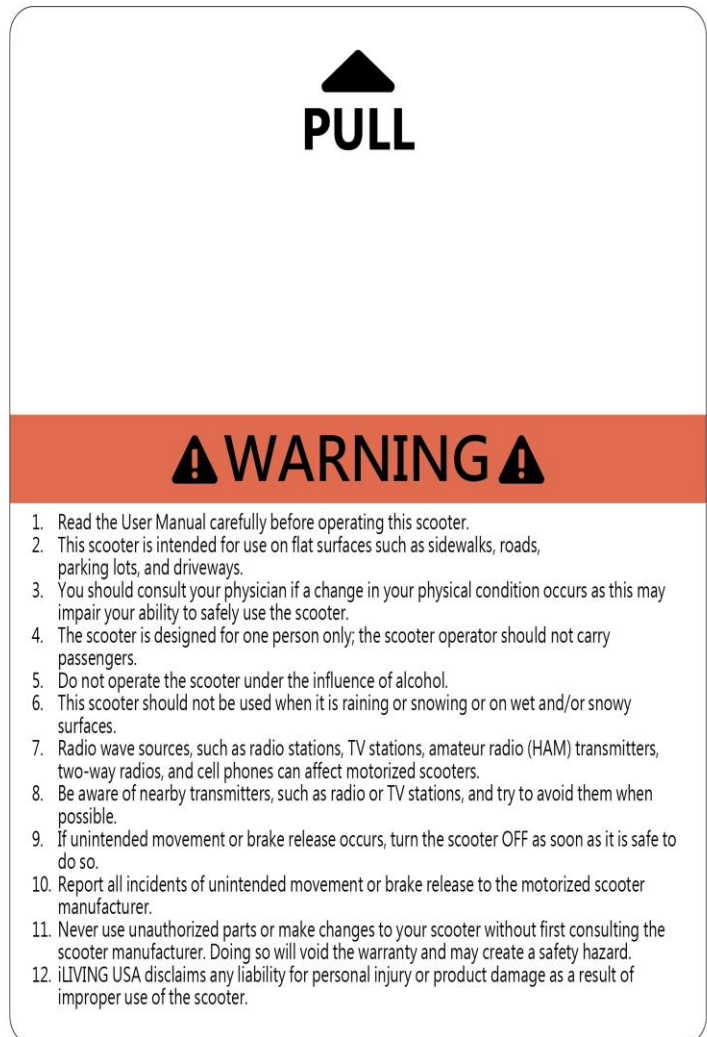 PULL
WARNING
1. Read the User Manual carefully before operating this scooter.
2. This scooter is intended for use on flat surfaces such as sidewalks, roads,
parking lots, and driveways.
3. You should consult your physician if a change in your physical condition occurs as this may
impair your ability to safely use the scooter.
4. The scooter is designed for one person only; the scooter operator should not carry
passengers.
5. Do not operate the scooter under the influence of alcohol.
6. This scooter should not be used when it is raining or snowing or on wet and/or snowy
surfaces.
7. Radio wave sources, such as radio stations, TV stations, amateur radio (HAM) transmitters,
two-way radios, and cell phones can affect motorized scooters.
8. Be aware of nearby transmitters, such as radio or TV stations, and try to avoid them when
possible.
9. If unintended movement or brake release occurs, turn the scooter OFF as soon as it is safe to
do so.
10. Report all incidents of unintended movement or brake release to the motorized scooter
manufacturer.
11. Never use unauthorized parts or make changes to your scooter without first consulting the
scooter manufacturer. Doing so will void the warranty and may create a safety hazard.
12. iLIVING USA disclaims any liability for personal injury or product damage as a result of
improper use of the scooter.